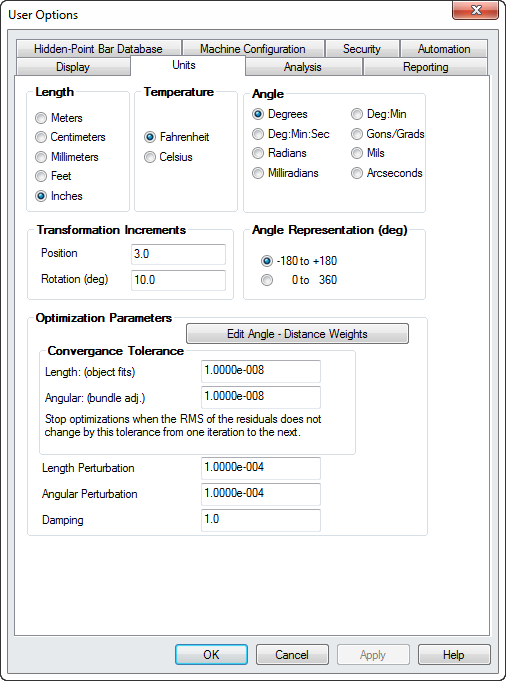 User Options
Hidden-Point Bar Database Machine Configuration Security Automation
Display Units Analysis Reporting
Length
Meters
Centimeters
Millimeters
Feet
Inches
Temperature
Fahrenheit
Celsius
Angle
Degrees Deg:Min
Deg:Min:Sec Gons/Grads
Radians Mils
Milliradians Arcseconds
Transformation Increments
Position 3.0
Rotation (deg) 10.0
Angle Representation (deg)
-180 to +180
0 to 360
Optimization Parameters
Edit Angle - Distance Weights
Convergance Tolerance
Length: (object fits) 1.0000e-008
Angular: (bundle adj.) 1.0000e-008
Stop optimizations when the RMS of the residuals does not
change by this tolerance from one iteration to the next.
Length Perturbation 1.0000e-004
Angular Perturbation 1.0000e-004
Damping 1.0
OK Cancel Apply Help